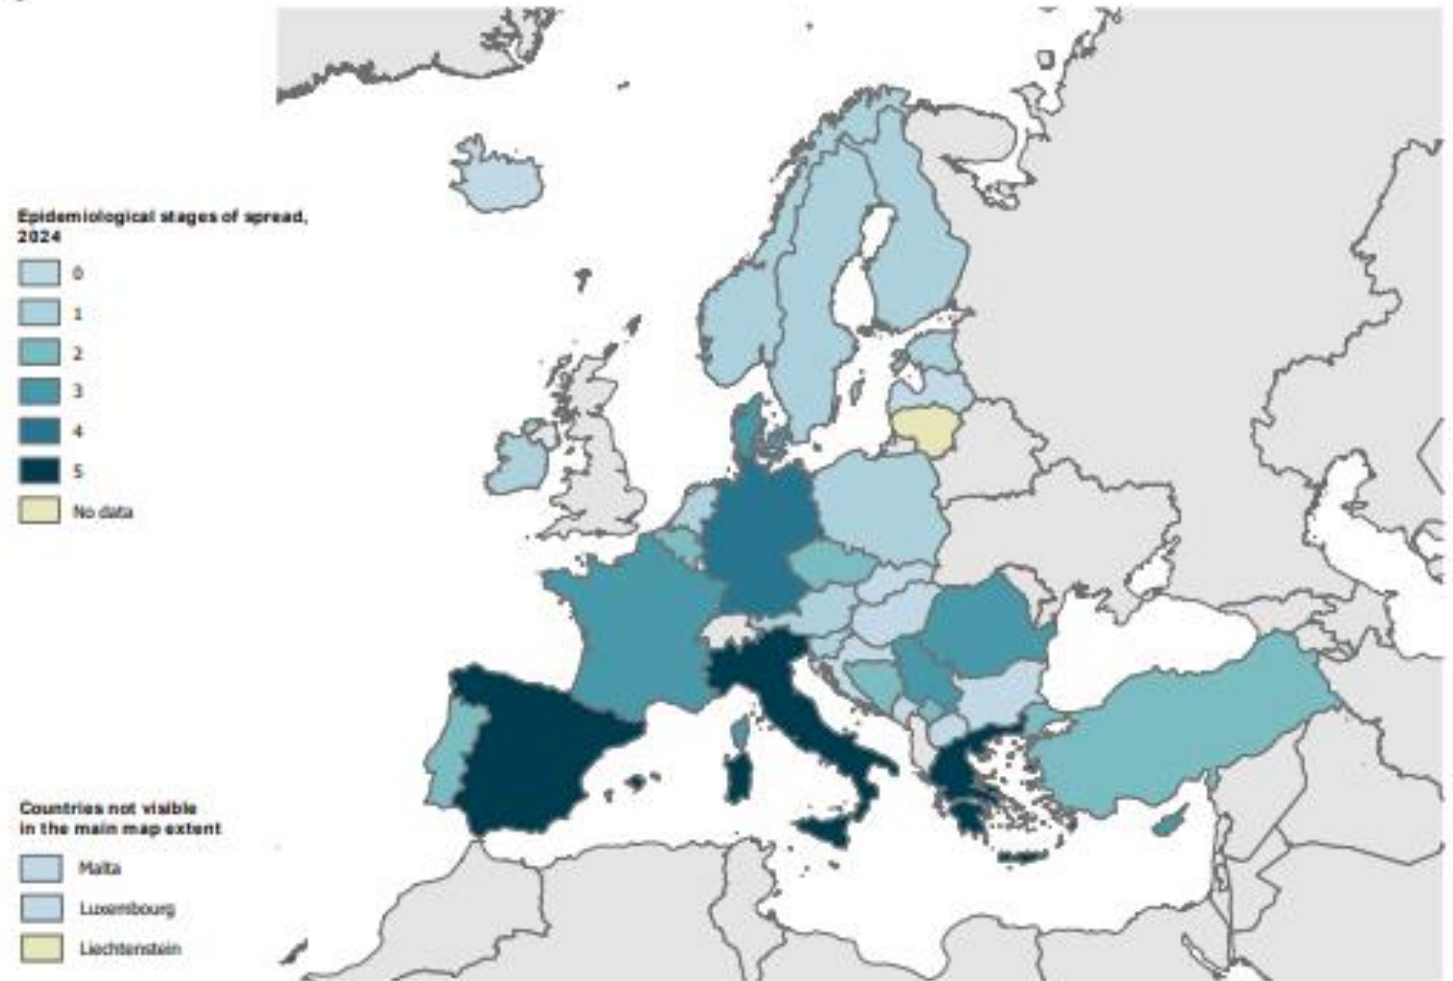 Epidemiological stages of spread,
2024
0
1
2
3
4
5
No data
Countries not visible
in the main map extent
Malta
Luxembourg
Liechtenstein